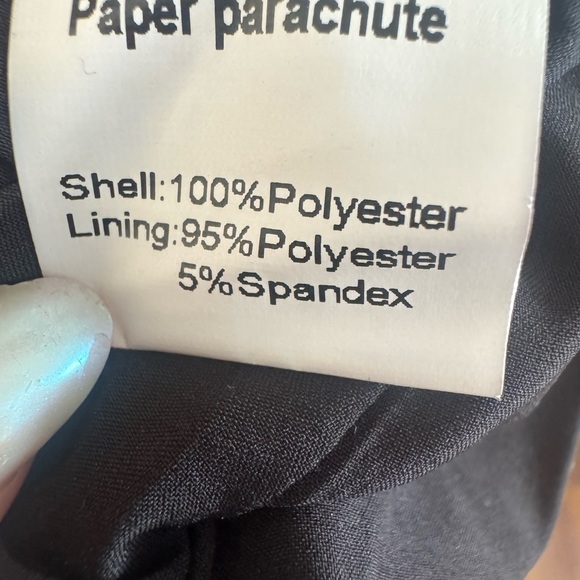 Paper parachute
Shell:100%Polyester
Lining:95%Polyester
5%Spandex